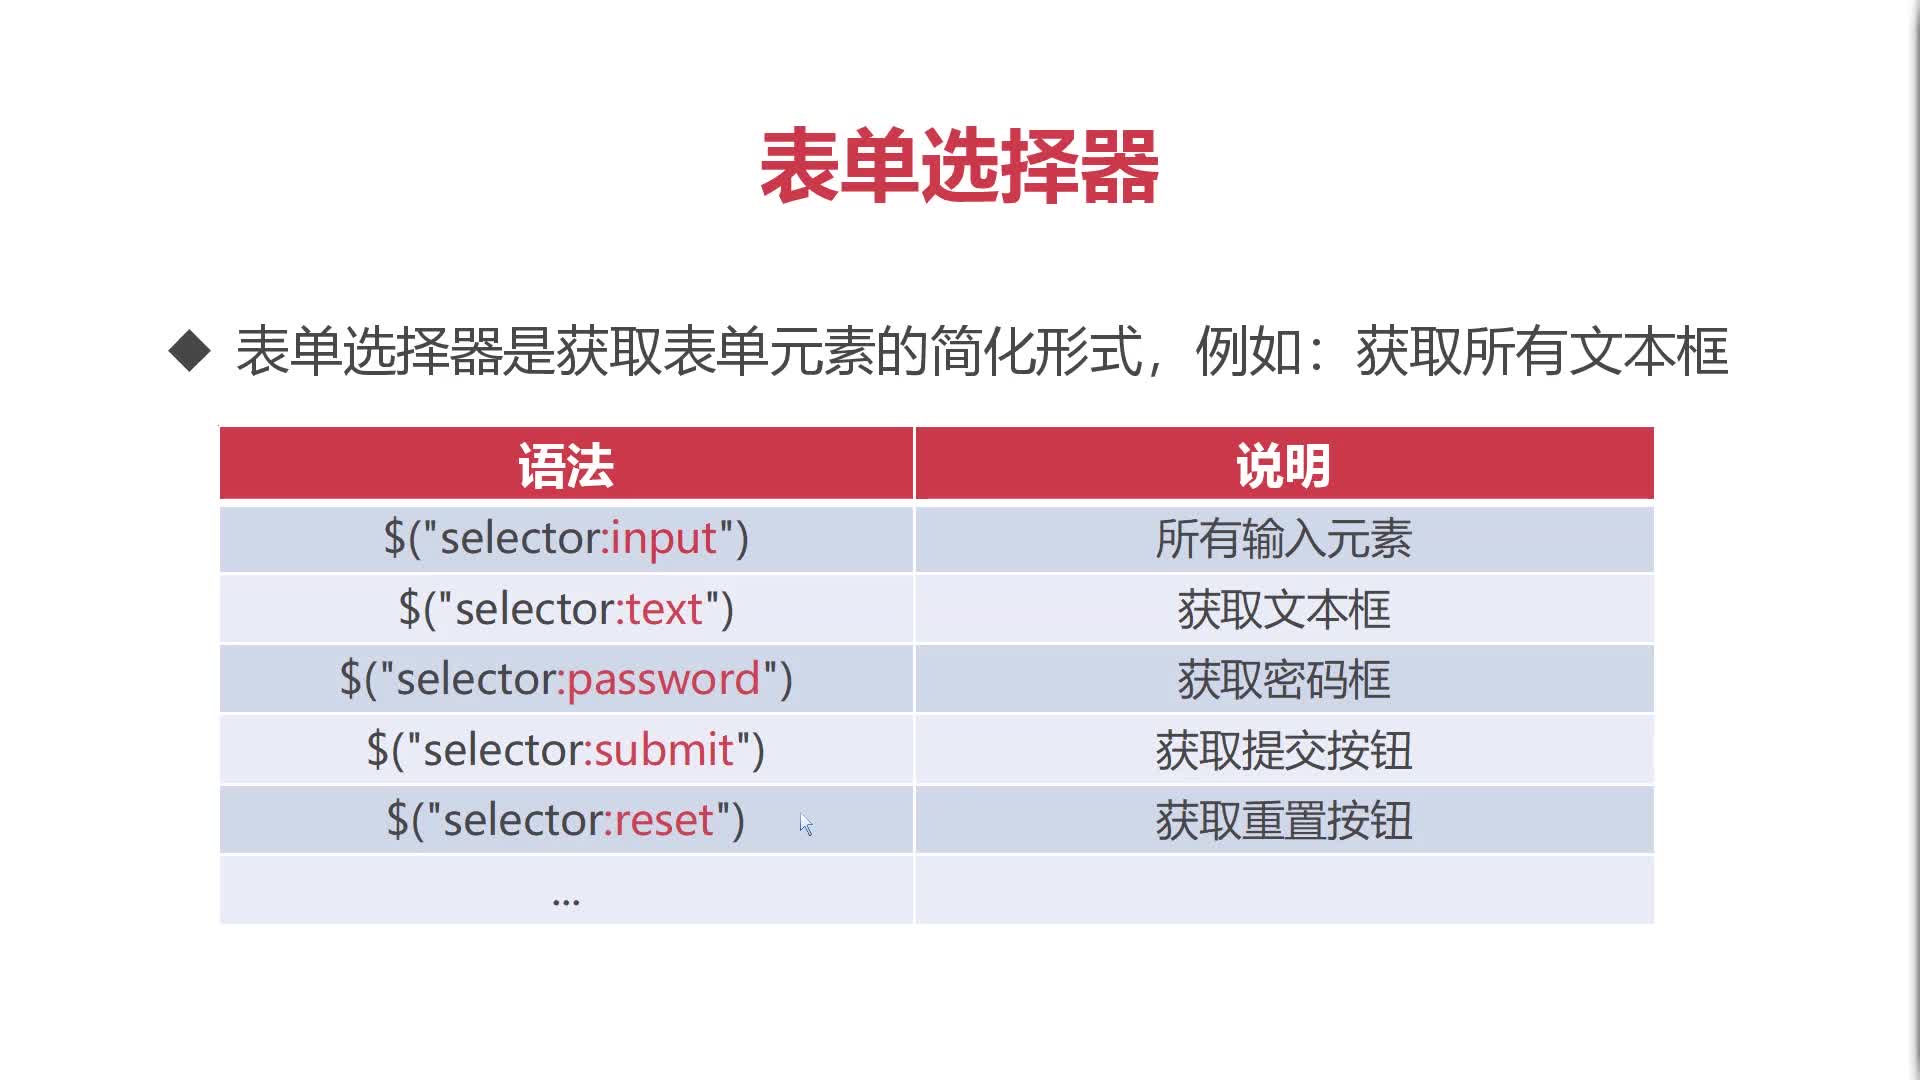 表单选择器
◆ 表单选择器是获取表单元素的简化形式，例如：获取所有文本框
语法 说明
$("selector:input") 所有输入元素
$("selector:text") 获取文本框
$("selector:password") 获取密码框
$("selector:submit") 获取提交按钮
$("selector:reset") 获取重置按钮
...